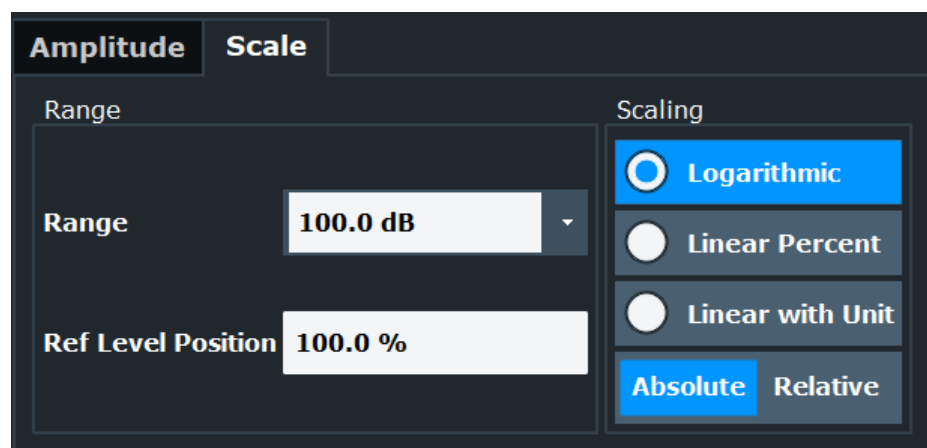 Amplitude Scale
Range
Range 100.0 dB
Ref Level Position 100.0 %
Scaling
Logarithmic
Linear Percent
Linear with Unit
Absolute Relative